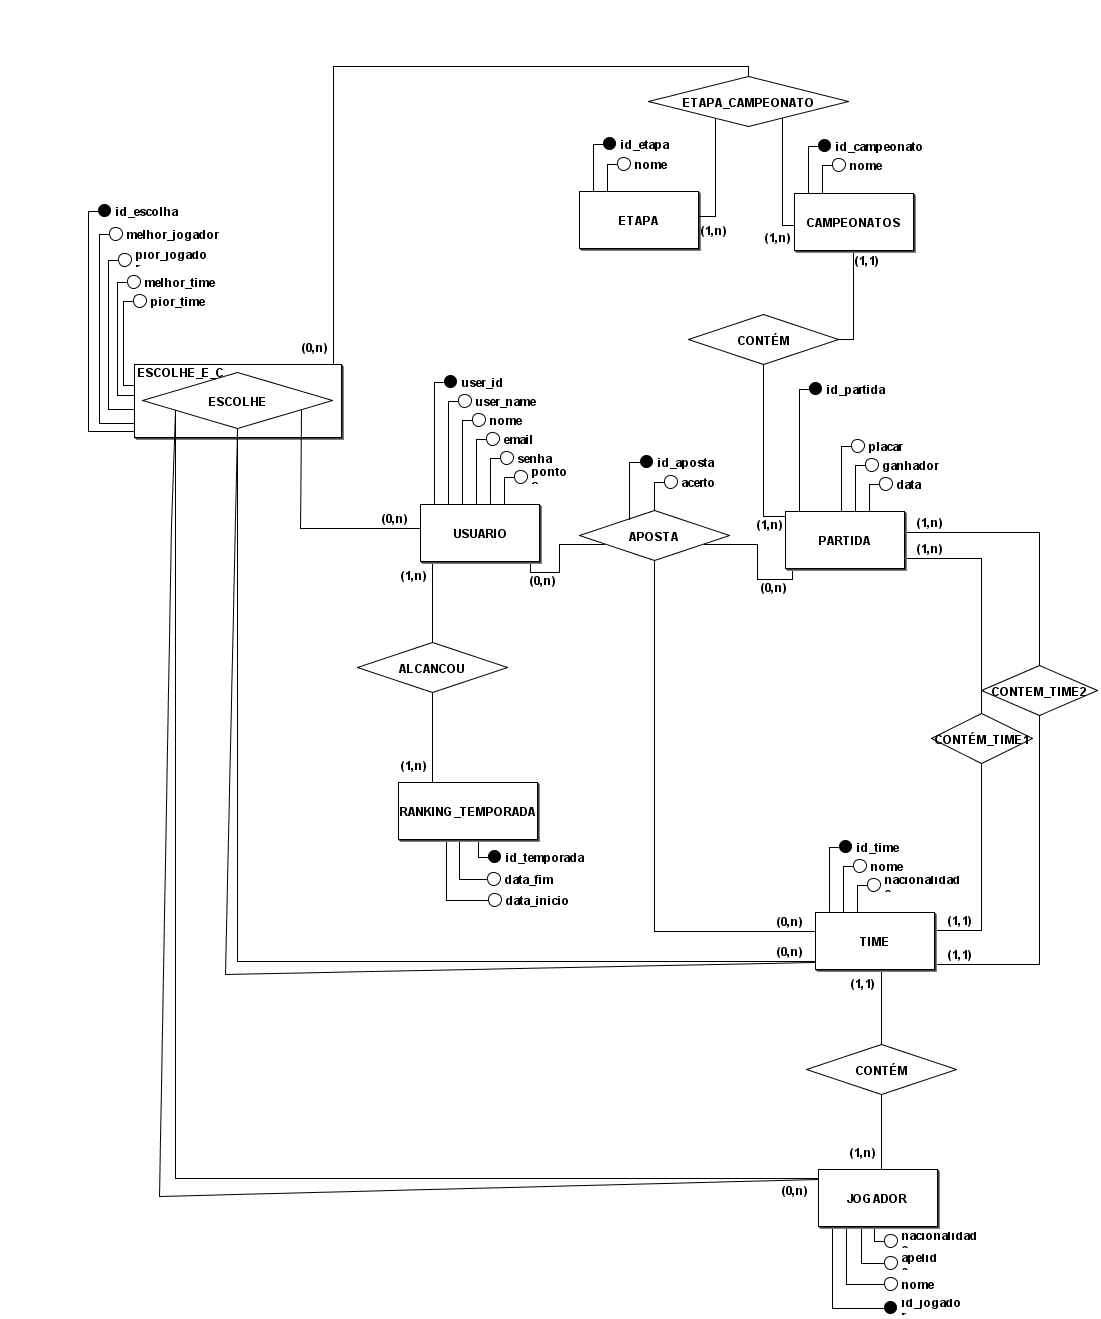 ETAPA_CAMPEONATO
id_etapa
nome
ETAPA
(1,n)
id_campeonato
nome
CAMPEONATOS
(1,n)
(1,1)
id_escolha
melhor_jogador
pior_jogado
r
melhor_time
pior_time
(0,n)
ESCOLHE_E_C
ESCOLHE
CONTÉM
user_id
user_name
nome
email
senha
ponto
s
(0,n)
USUARIO
(1,n)
(0,n)
id_aposta
acerto
APOSTA
id_partida
placar
ganhador
data
(1,n)
PARTIDA
(1,n)
(1,n)
(0,n)
ALCANCOU
CONTEM_TIME2
CONTÉM_TIME1
(1,n)
RANKING_TEMPORADA
id_temporada
data_fim
data_inicio
id_time
nome
nacionalidad
e
(0,n)
(0,n)
TIME
(1,1)
(1,1)
(1,1)
CONTÉM
(1,n)
(0,n)
JOGADOR
nacionalidad
e
apelid
o
nome
id_jogado
r